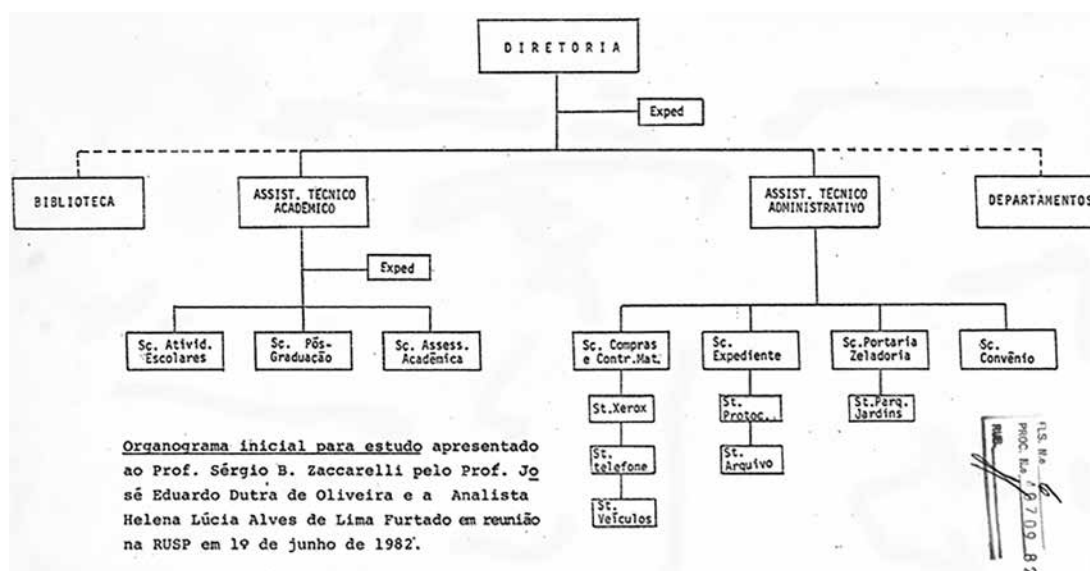 DIRETORIA
Exped
BIBLIOTECA
ASSIST. TÉCNICO
ACADÊMICO
ASSIST. TÉCNICO
ADMINISTRATIVO
DEPARTAMENTOS
Exped
Sc. Ativid.
Escolares
Sc. Pós-
Graduação
Sc. Assess.
Acadêmica
Sc. Compras
e Contr.Mat.
Sc.
Expediente
Sc.Portaria
Zeladoria
Sc.
Convênio
St.Xerox
St.
telefone
St.
Veículos
St.
Protoc..
St.
Arquivo
St.Parq.
Jardins
Organograma inicial para estudo apresentado
ao Prof. Sérgio B. Zaccarelli pelo Prof. Jo
sé Eduardo Dutra de Oliveira e a Analista
Helena Lúcia Alves de Lima Furtado em reunião
na RUSP em 1º de junho de 1982.
FLS. N.o
PROC. N.o
RUB.